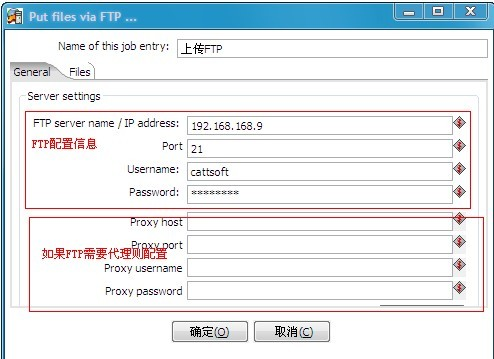 Put files via FTP ...
Name of this job entry: 上传FTP
General Files
Server settings
FTP server name / IP address: 192.168.168.9
FTP配置信息
Port 21
Username: cattsoft
Password: ********
Proxy host
如果FTP需要代理则配置
Proxy port
Proxy username
Proxy password
确定(O) 取消(C)